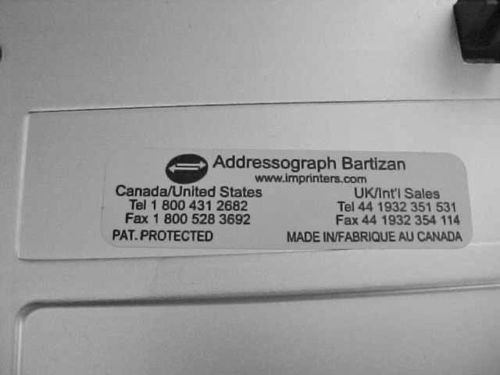 Addressograph Bartizan
www.imprinters.com
Canada/United States
Tel 1 800 431 2682
Fax 1 800 528 3692
PAT. PROTECTED
UK/Int'l Sales
Tel 44 1932 351 531
Fax 44 1932 354 114
MADE IN/FABRIQUE AU CANADA